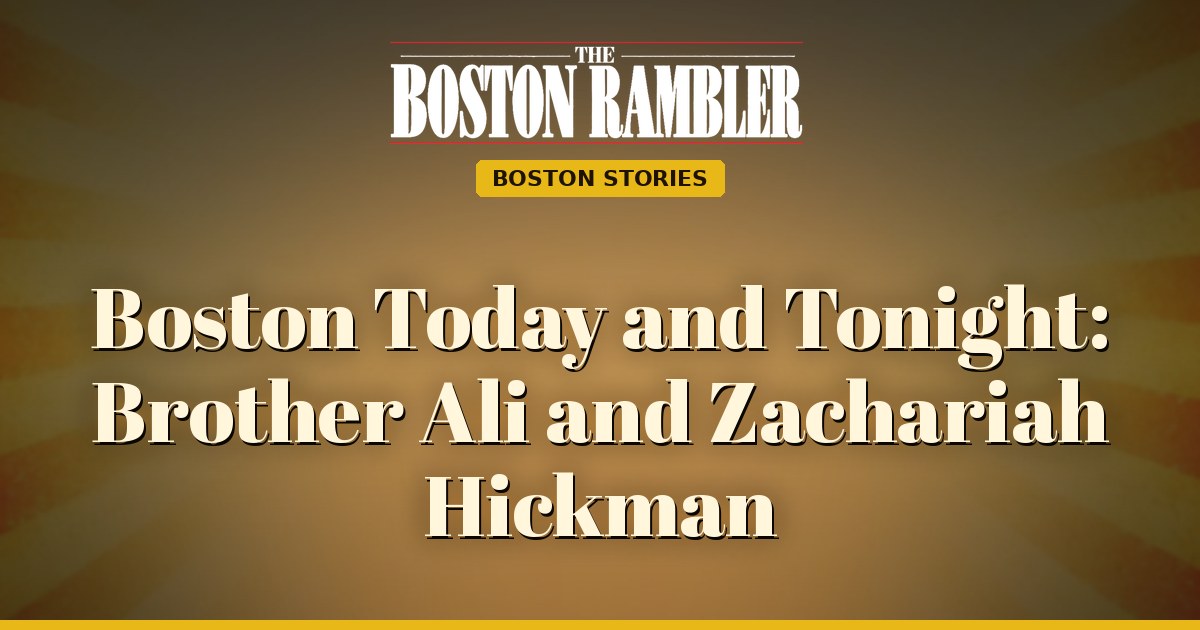 THE
BOSTON RAMBLER
BOSTON STORIES
Boston Today and Tonight:
Brother Ali and Zachariah
Hickman